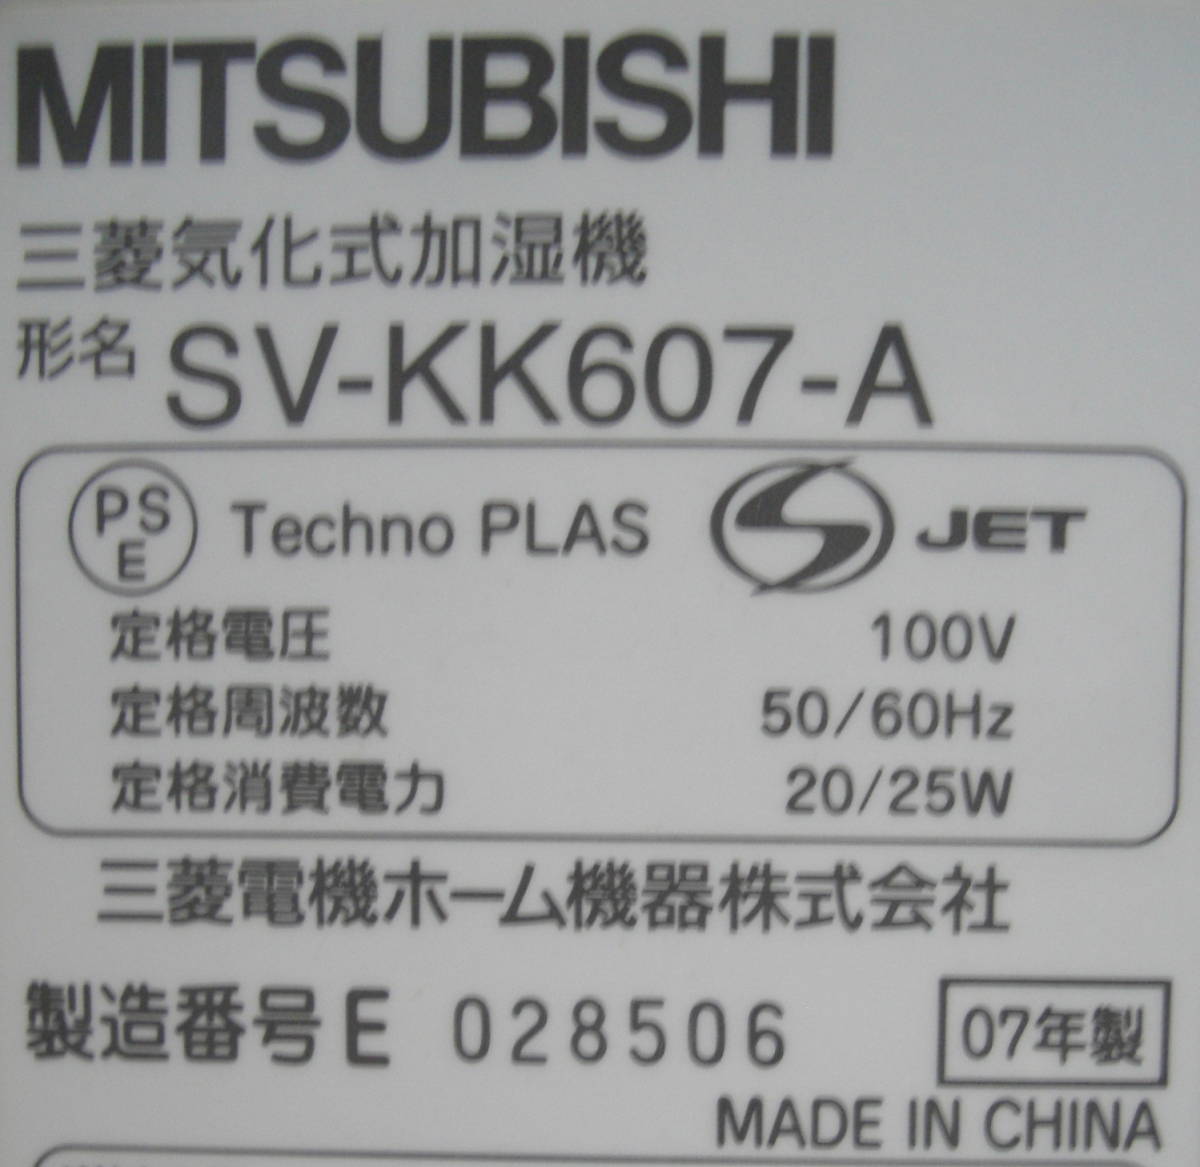 MITSUBISHI
三菱気化式加湿機
形名 SV-KK607-A
PSE Techno PLAS S JET
定格電圧 100V
定格周波数 50/60Hz
定格消費電力 20/25W
三菱電機ホーム機器株式会社
製造番号 E 028506 07年製
MADE IN CHINA